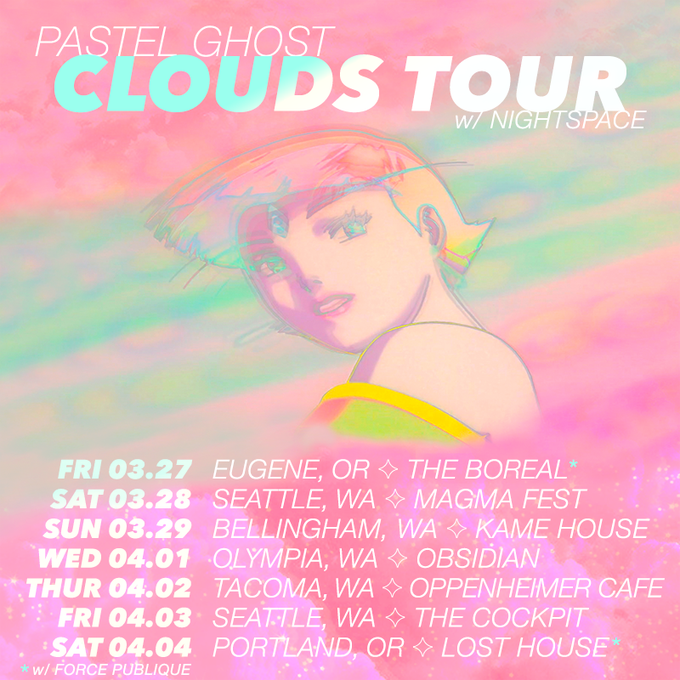 PASTEL GHOST
CLOUDS TOUR
w/ NIGHTSPACE
FRI 03.27 EUGENE, OR ✧ THE BOREAL*
SAT 03.28 SEATTLE, WA ✧ MAGMA FEST
SUN 03.29 BELLINGHAM, WA ✧ KAME HOUSE
WED 04.01 OLYMPIA, WA ✧ OBSIDIAN
THUR 04.02 TACOMA, WA ✧ OPPENHEIMER CAFE
FRI 04.03 SEATTLE, WA ✧ THE COCKPIT
SAT 04.04 PORTLAND, OR ✧ LOST HOUSE*
*w/ FORCE PUBLIQUE